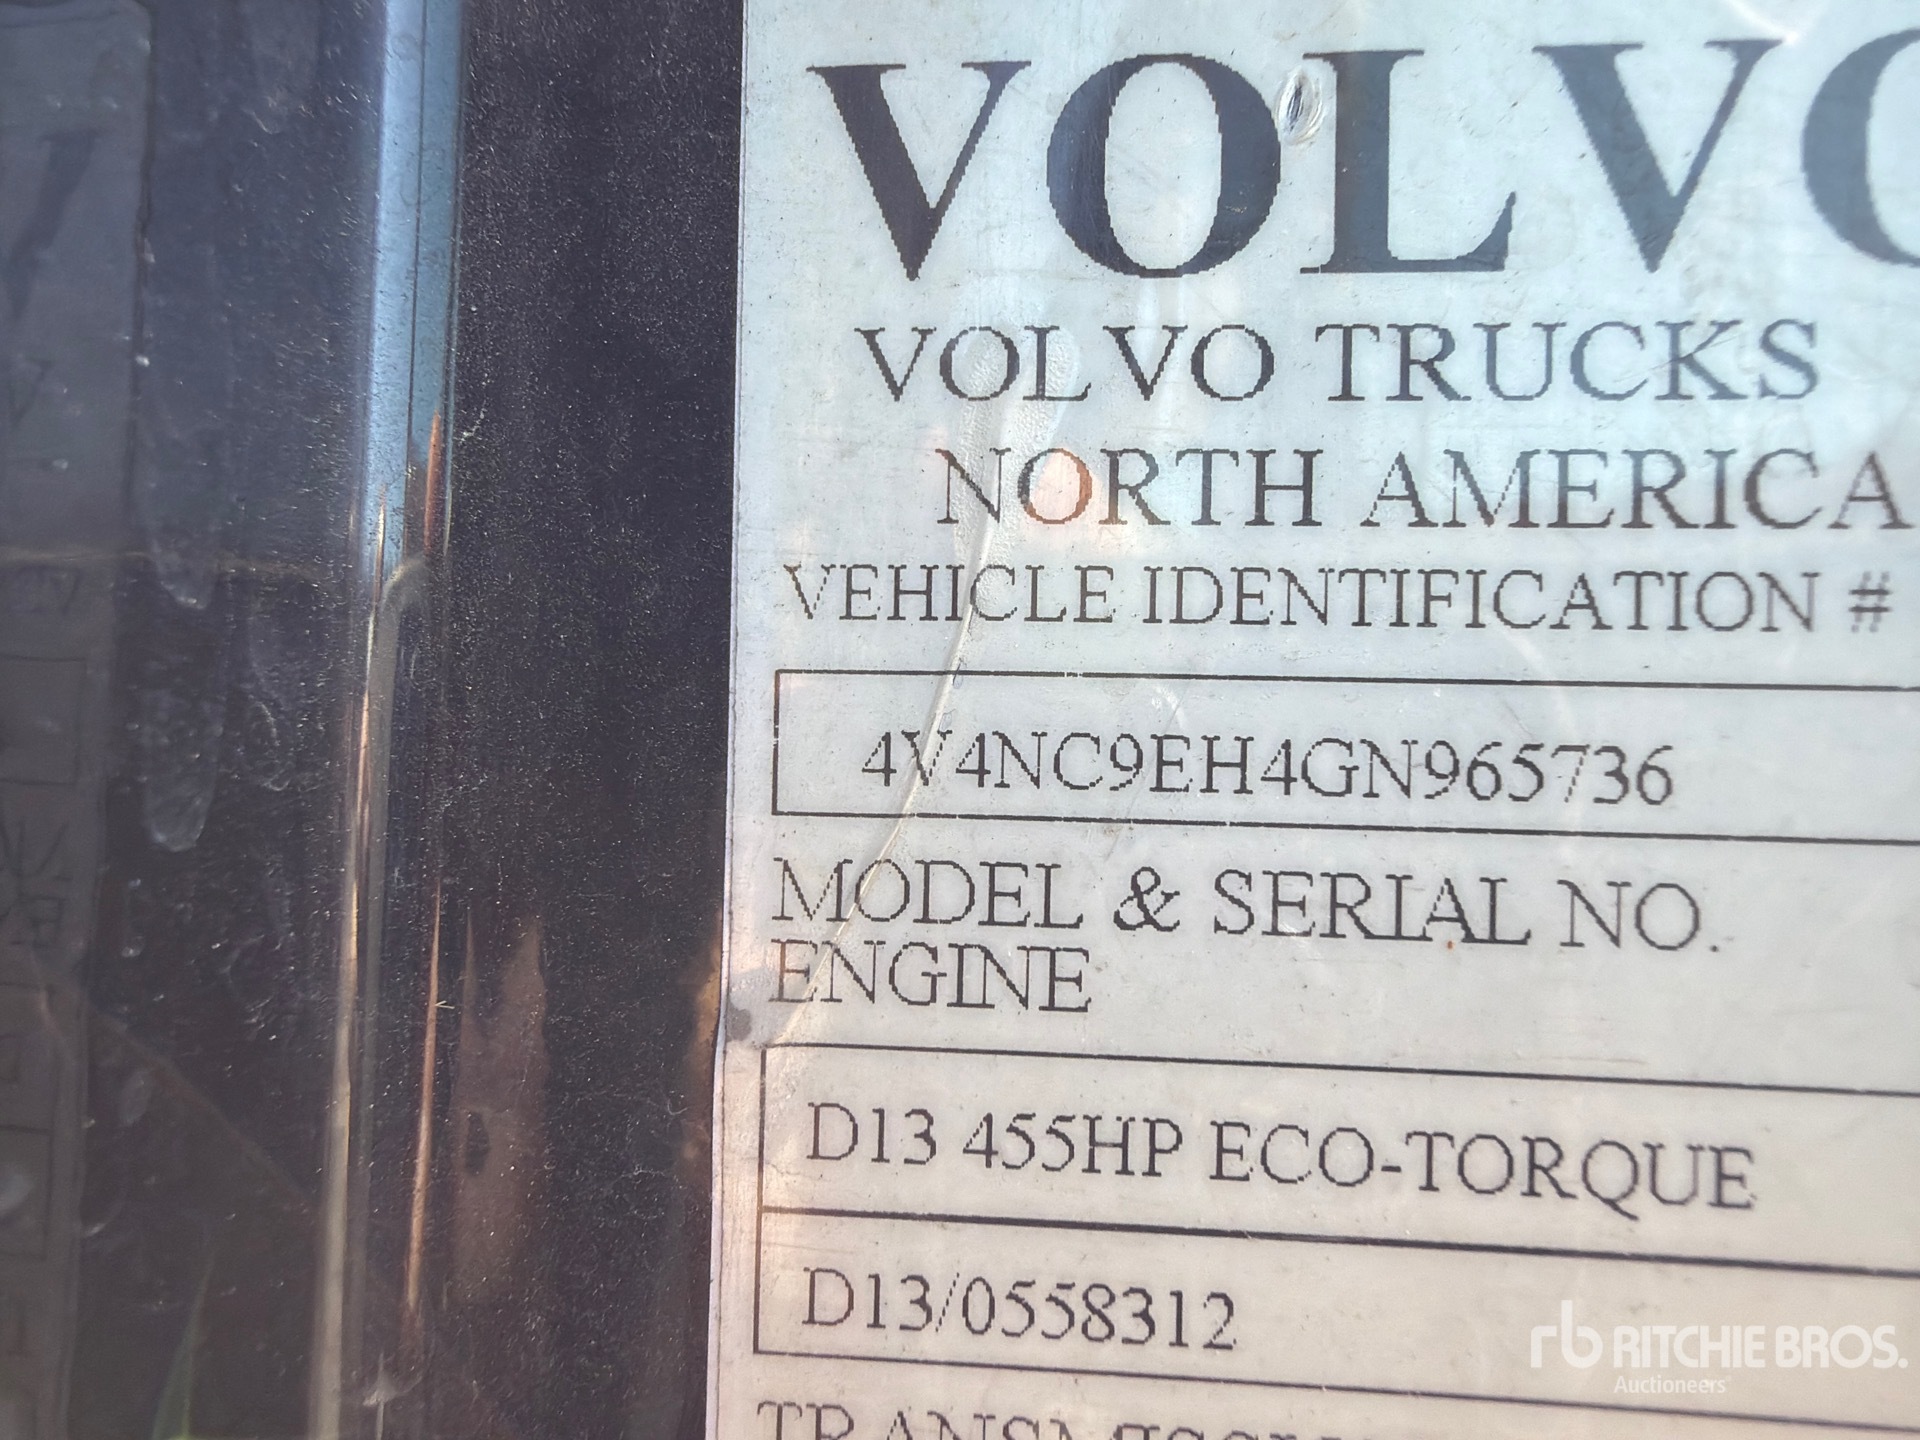 VOLVO
VOLVO TRUCKS
NORTH AMERICA
VEHICLE IDENTIFICATION #
4V4NC9EH4GN965736
MODEL & SERIAL NO.
ENGINE
D13 455HP ECO-TORQUE
D13/0558312
rb RITCHIE BROS.
Auctioneers